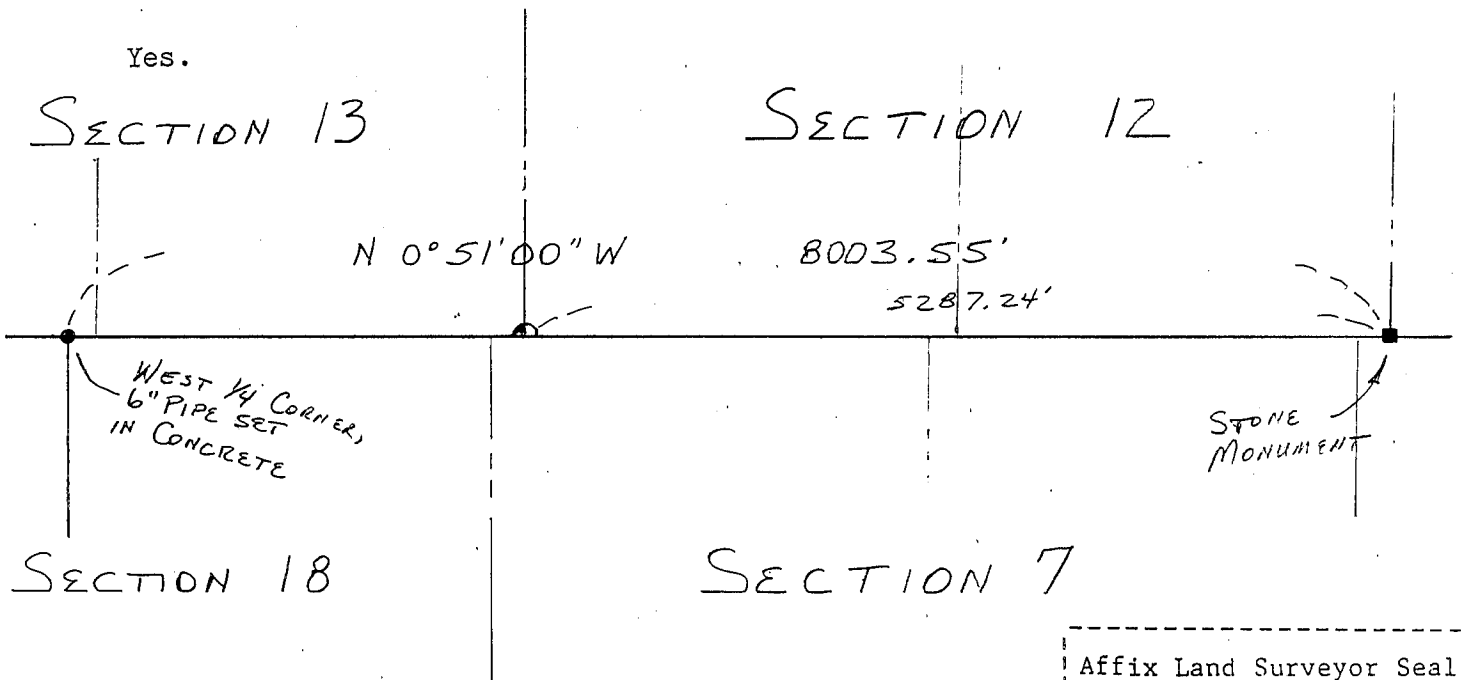 Yes.
SECTION 13
SECTION 12
N 0°51'00" W
8003.55'
5287.24'
WEST 1/4 CORNER,
6" PIPE SET
IN CONCRETE
STONE
MONUMENT
SECTION 18
SECTION 7
Affix Land Surveyor Seal